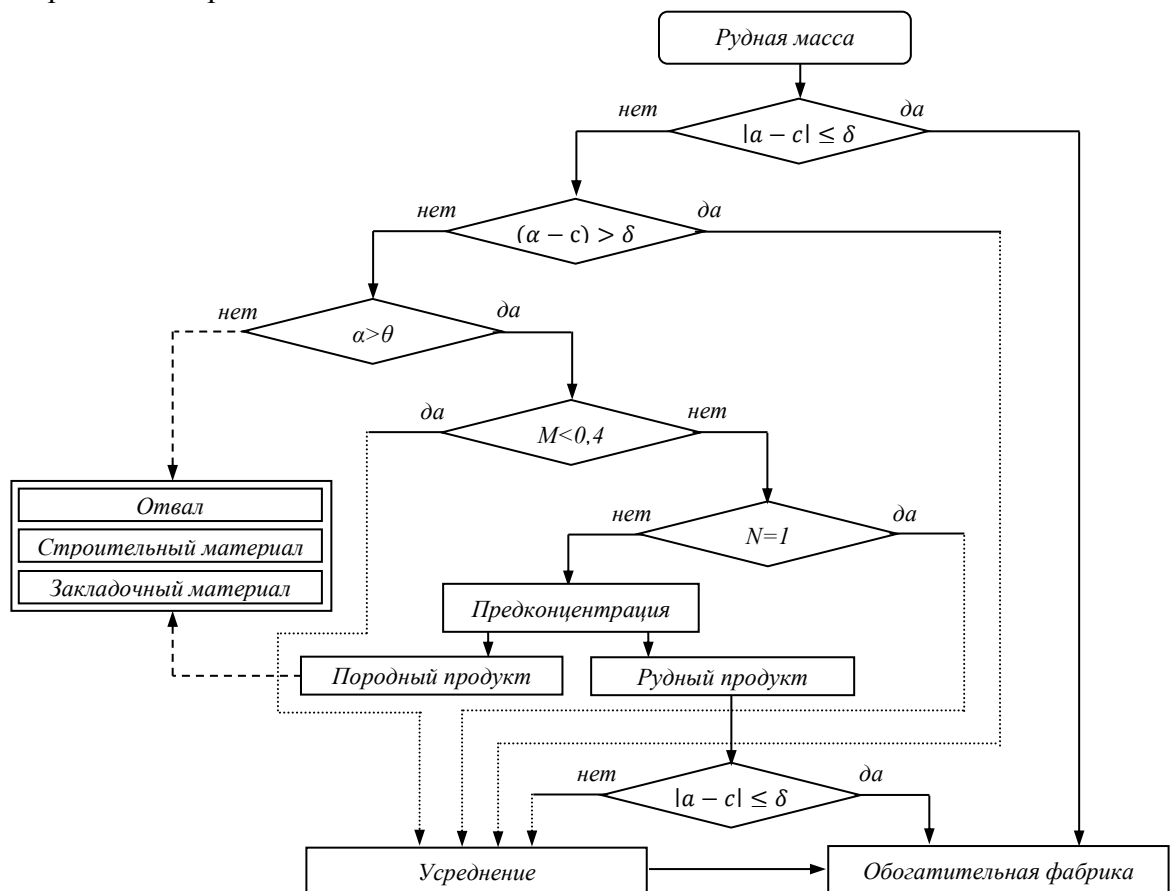 Рудная масса
нет
да
|a − c| ≤ δ
нет
да
(α − c) > δ
нет
да
α>θ
да
нет
M<0,4
Отвал
Строительный материал
Закладочный материал
нет
да
N=1
Предконцентрация
Породный продукт
Рудный продукт
нет
да
|a − c| ≤ δ
Усреднение
Обогатительная фабрика